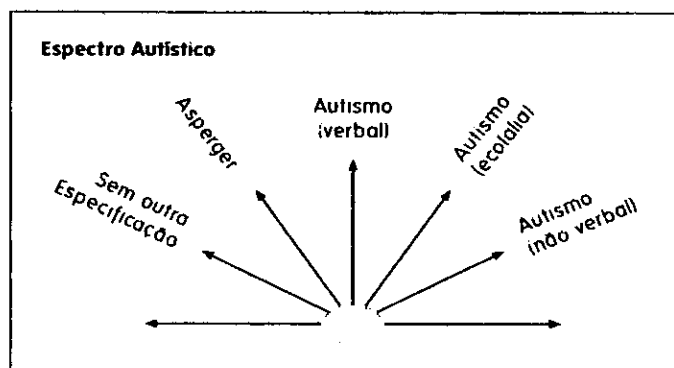 Espectro Autístico
Sem outra
Especificação
Asperger
Autismo
(verbal)
Autismo
(ecolalia)
Autismo
(não verbal)